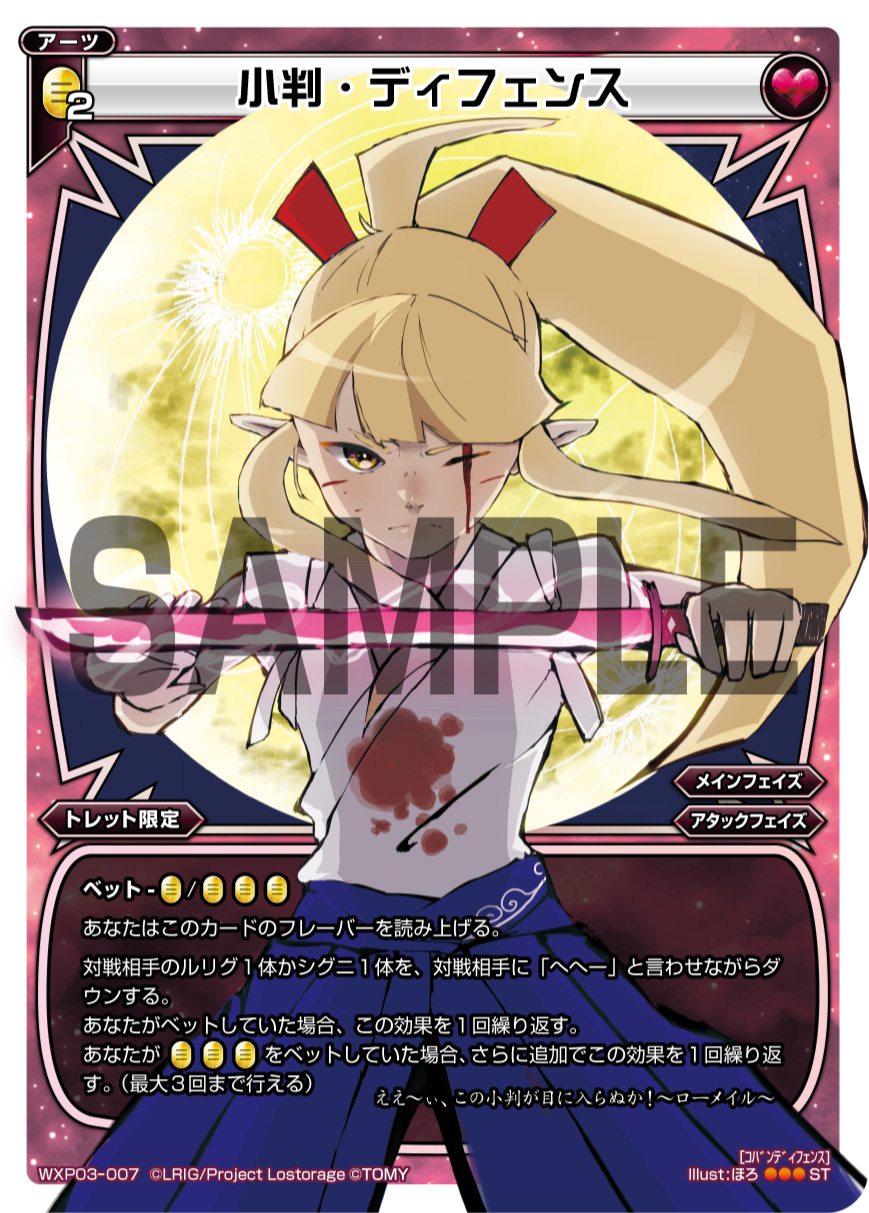 アーツ
2
小判・ディフェンス
SAMPLE
メインフェイズ
トレット限定
アタックフェイズ
ベット - /
あなたはこのカードのフレーバーを読み上げる。
対戦相手のルリグ1体かシグニ1体を、対戦相手に「へへー」と言わせながらダ
ウンする。
あなたがベットしていた場合、この効果を1回繰り返す。
あなたが をベットしていた場合、さらに追加でこの効果を1回繰り返
す。（最大3回まで行える）
ええ～ぃ、この小判が目に入らぬか！～ローメイル～
[コバンディフェンス]
WXP03-007 ©LRIG/Project Lostorage ©TOMY
Illust:ほろ ST